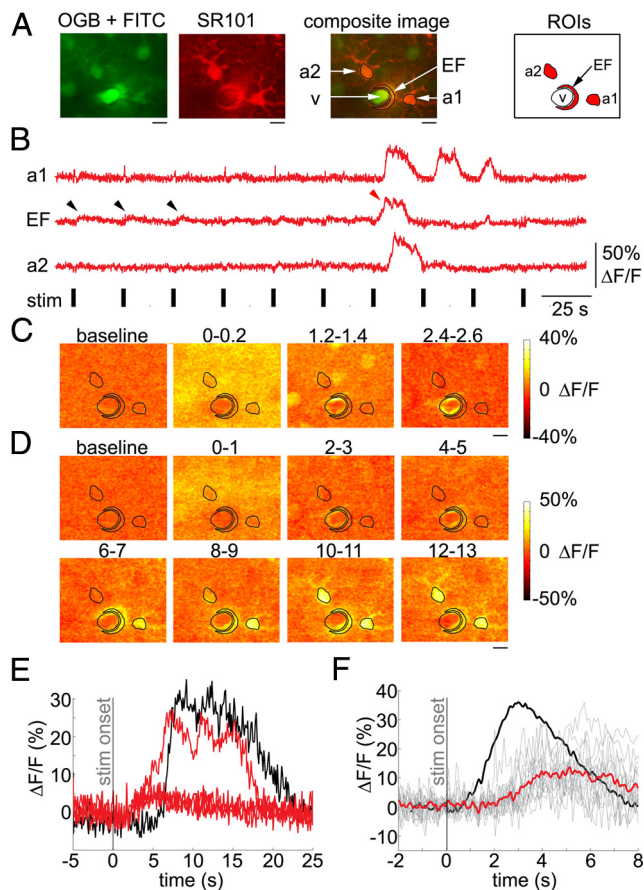 A
OGB + FITC
SR101
composite image
ROIs
a2
EF
v
a1
a2
EF
v
a1
B
a1
EF
a2
stim
50%
ΔF/F
25 s
C
baseline
0-0.2
1.2-1.4
2.4-2.6
40%
0 ΔF/F
-40%
D
baseline
0-1
2-3
4-5
6-7
8-9
10-11
12-13
50%
0 ΔF/F
-50%
E
ΔF/F (%)
30
20
10
0
stim onset
-5
0
5
10
15
20
25
time (s)
F
ΔF/F (%)
40
30
20
10
0
-10
stim onset
-2
0
2
4
6
8
time (s)